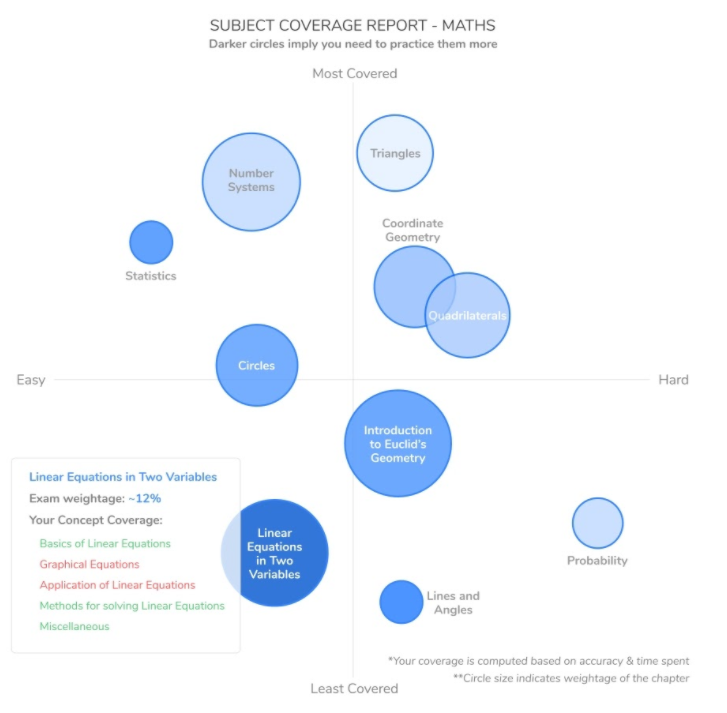 SUBJECT COVERAGE REPORT - MATHS
Darker circles imply you need to practice them more
Most Covered
Triangles
Number
Systems
Coordinate
Geometry
Statistics
Quadrilaterals
Circles
Easy
Hard
Introduction
to Euclid's
Geometry
Linear Equations in Two Variables
Exam weightage: ~12%
Your Concept Coverage:
Basics of Linear Equations
Graphical Equations
Application of Linear Equations
Methods for solving Linear Equations
Miscellaneous
Linear
Equations
in Two
Variables
Probability
Lines and
Angles
*Your coverage is computed based on accuracy & time spent
**Circle size indicates weightage of the chapter
Least Covered